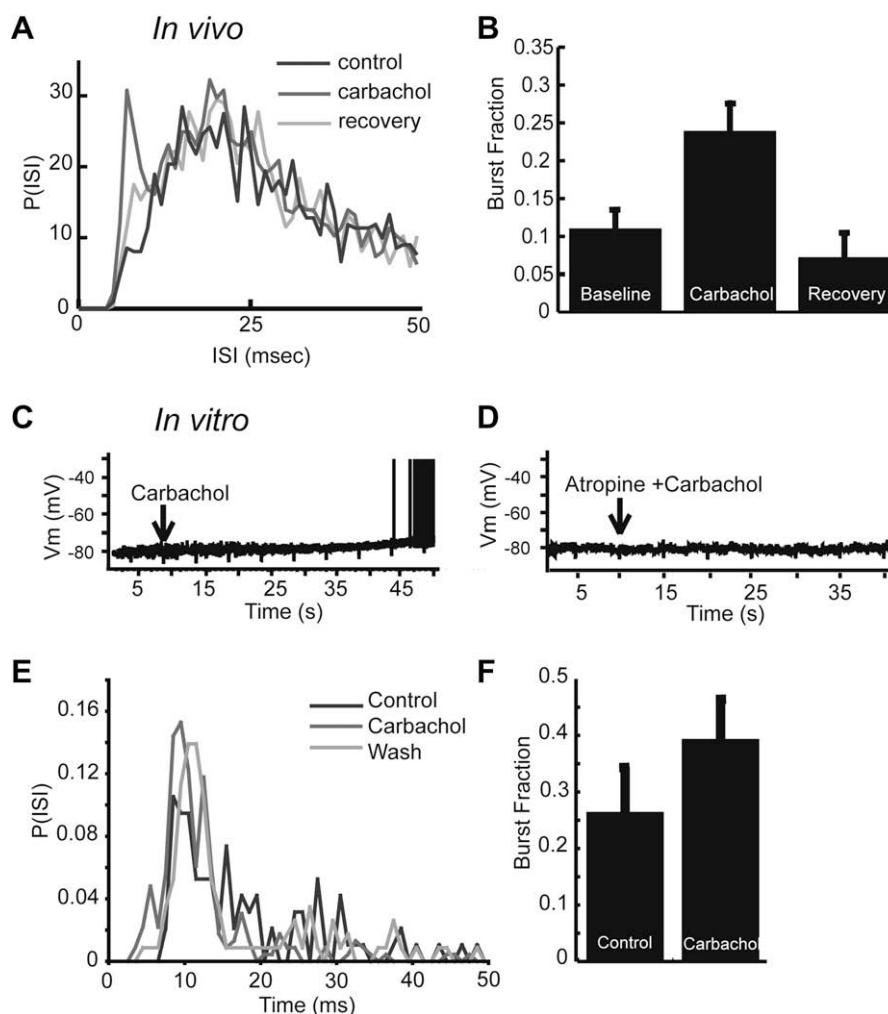 A
In vivo
control
carbachol
recovery
P(ISI)
30
20
10
0
0
25
50
ISI (msec)
B
Burst Fraction
0.35
0.3
0.25
0.2
0.15
0.1
0.05
0
Baseline
Carbachol
Recovery
C
In vitro
Vm (mV)
-40
-60
-80
Carbachol
5
15
25
35
45
Time (s)
D
Vm (mV)
-40
-60
-80
Atropine +Carbachol
5
15
25
35
Time (s)
E
P(ISI)
0.16
0.12
0.08
0.04
0
Control
Carbachol
Wash
0
10
20
30
40
50
Time (ms)
F
Burst Fraction
0.5
0.4
0.3
0.2
0.1
0
Control
Carbachol